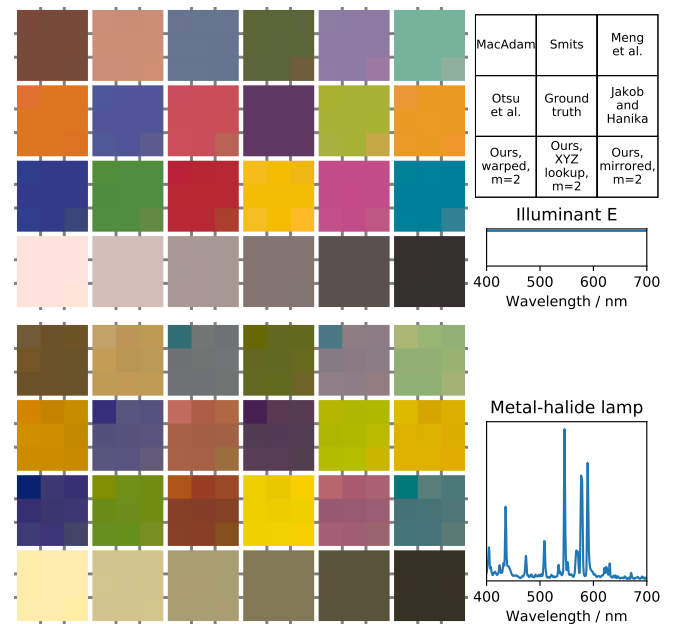 MacAdam
Smits
Meng
et al.
Otsu
et al.
Ground
truth
Jakob
and
Hanika
Ours,
warped,
m=2
Ours,
XYZ
lookup,
m=2
Ours,
mirrored,
m=2
Illuminant E
400 500 600 700
Wavelength / nm
Metal-halide lamp
400 500 600 700
Wavelength / nm